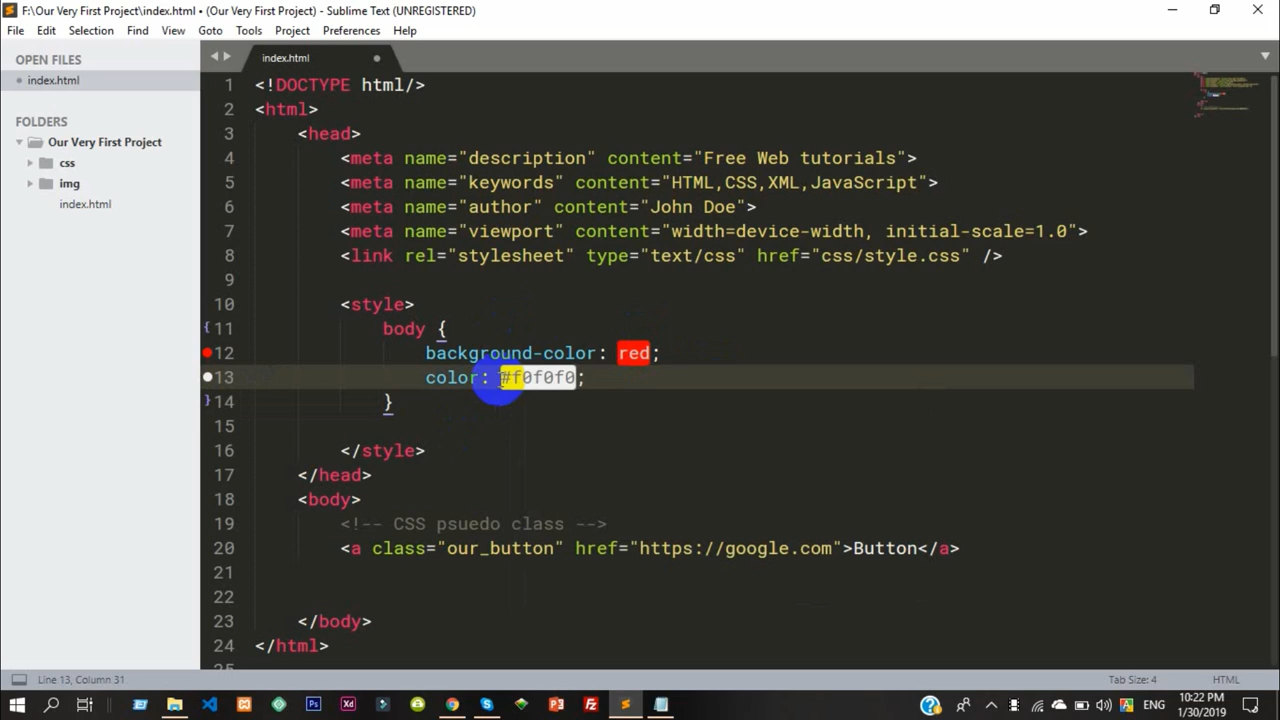 F:\Our Very First Project\index.html • (Our Very First Project) - Sublime Text (UNREGISTERED)
File Edit Selection Find View Goto Tools Project Preferences Help
OPEN FILES
index.html
FOLDERS
Our Very First Project
css
img
index.html
index.html
1 <!DOCTYPE html/>
2 <html>
3 <head>
4 <meta name="description" content="Free Web tutorials">
5 <meta name="keywords" content="HTML,CSS,XML,JavaScript">
6 <meta name="author" content="John Doe">
7 <meta name="viewport" content="width=device-width, initial-scale=1.0">
8 <link rel="stylesheet" type="text/css" href="css/style.css" />
9
10 <style>
11 body {
12 background-color: red;
13 color: #f0f0f0;
14 }
15
16 </style>
17 </head>
18 <body>
19 <!-- CSS psuedo class -->
20 <a class="our_button" href="https://google.com">Button</a>
21
22
23 </body>
24 </html>
25
Line 13, Column 31 Tab Size: 4 HTML
ENG 10:22 PM
1/30/2019